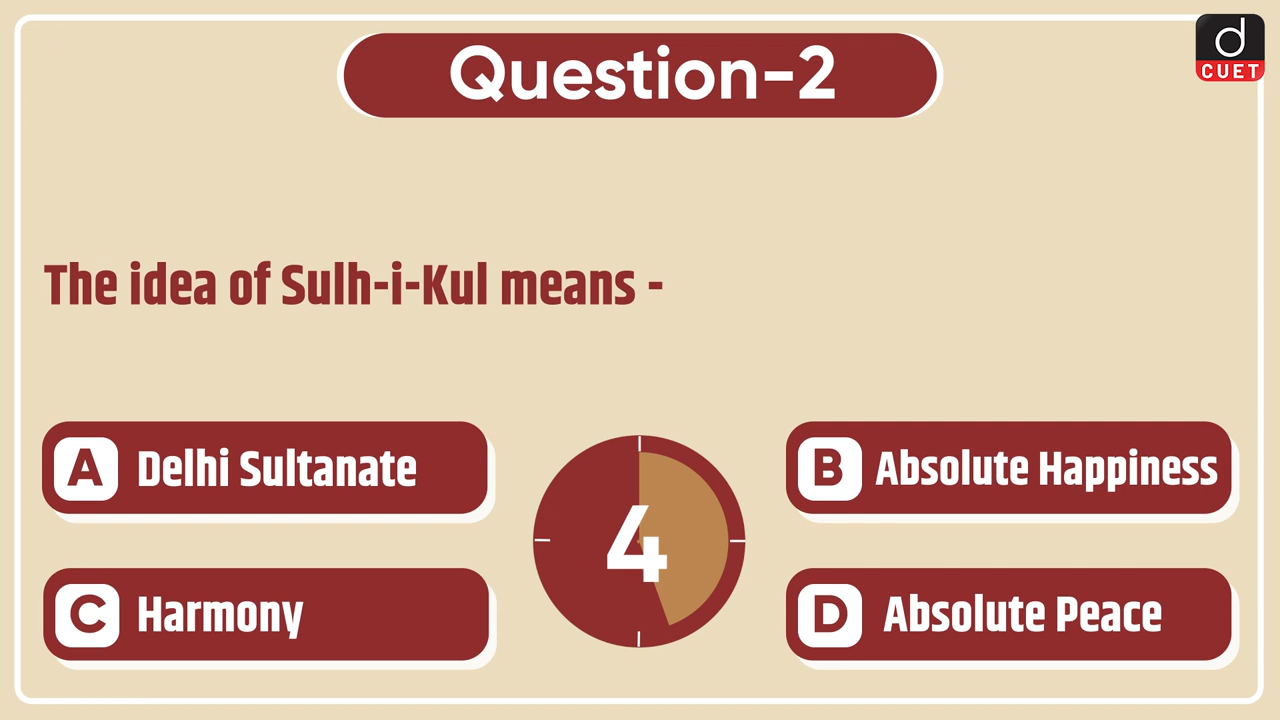 Question-2
d
CUET
The idea of Sulh-i-Kul means -
A Delhi Sultanate
B Absolute Happiness
4
C Harmony
D Absolute Peace